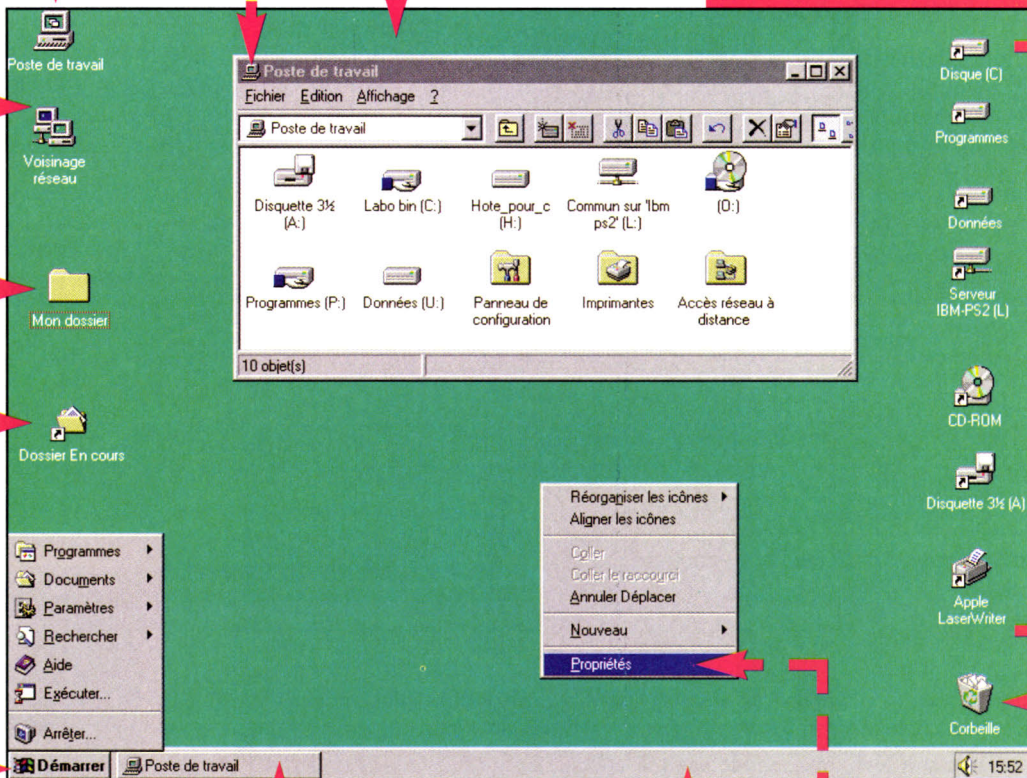 Poste de travail
Voisinage
réseau
Mon dossier
Dossier En cours
Poste de travail
Fichier Edition Affichage ?
Poste de travail
Disquette 3½
(A:)
Labo bin (C:)
Hote_pour_c
(H:)
Commun sur 'Ibm
ps2' (L:)
(O:)
Programmes (P:)
Données (U:)
Panneau de
configuration
Imprimantes
Accès réseau à
distance
10 objet(s)
Réorganiser les icônes
Aligner les icônes
Coller
Coller le raccourci
Annuler Déplacer
Nouveau
Propriétés
Disque (C)
Programmes
Données
Serveur
IBM-PS2 (L)
CD-ROM
Disquette 3½ (A)
Apple
LaserWriter
Corbeille
Programmes
Documents
Paramètres
Rechercher
Aide
Exécuter...
Arrêter...
Démarrer
Poste de travail
15:52